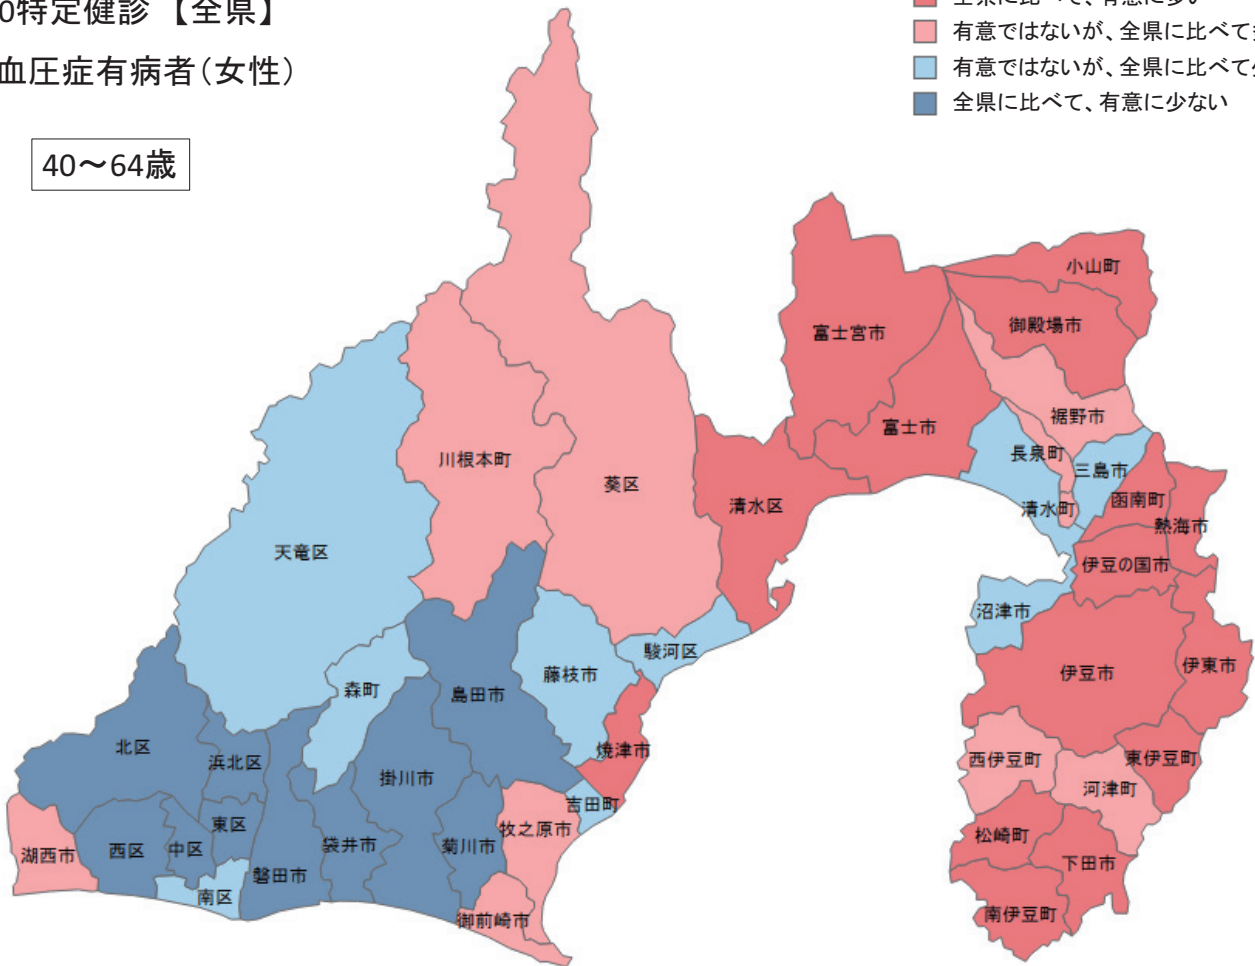 0特定健診 【全県】
血圧症有病者(女性)
40～64歳
有意ではないが、全県に比べて
有意ではないが、全県に比べて
全県に比べて、有意に少ない
小山町
御殿場市
富士宮市
裾野市
富士市
長泉町
三島市
川根本町
葵区
清水区
清水町
函南町
熱海市
天竜区
伊豆の国市
沼津市
駿河区
藤枝市
伊豆市
伊東市
森町
島田市
北区
浜北区
掛川市
焼津市
西伊豆町
東伊豆町
河津町
吉田町
東区
牧之原市
湖西市
西区
中区
袋井市
菊川市
松崎町
下田市
磐田市
南区
御前崎市
南伊豆町